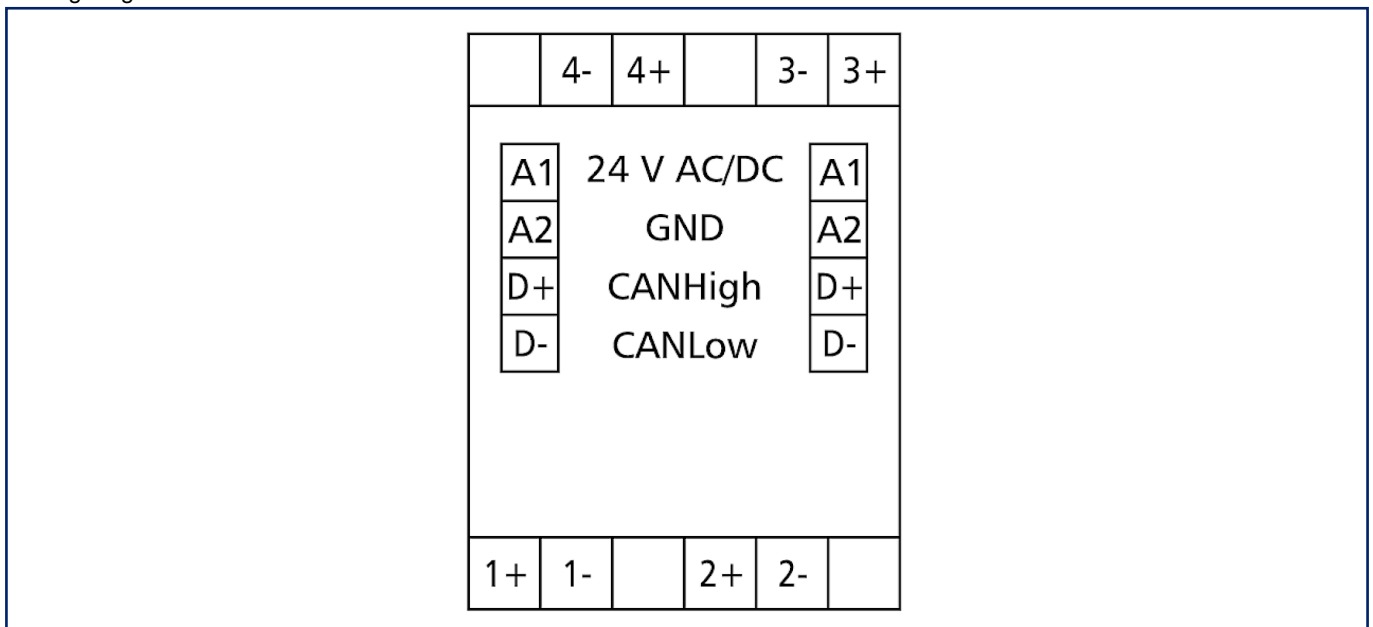 4- 4+ 3- 3+
A1 24 V AC/DC A1
A2 GND A2
D+ CANHigh D+
D- CANLow D-
1+ 1- 2+ 2-